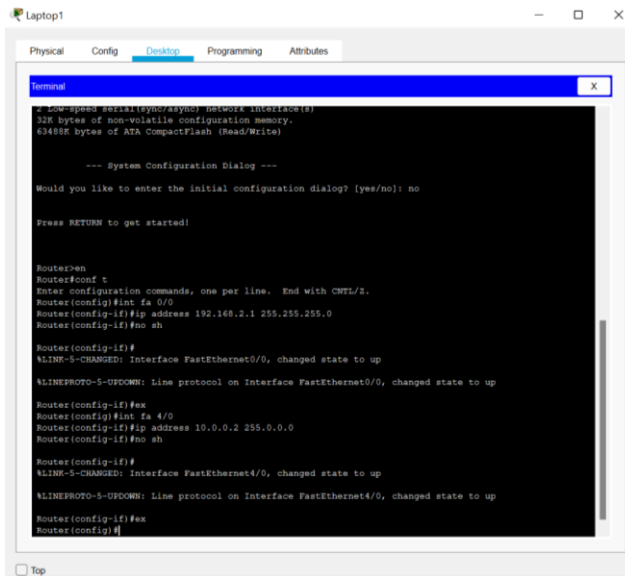 Laptop1
Physical Config Desktop Programming Attributes
Terminal X
2 Low-speed serial(sync/async) network interface(s)
32K bytes of non-volatile configuration memory.
63488K bytes of ATA CompactFlash (Read/Write)
--- System Configuration Dialog ---
Would you like to enter the initial configuration dialog? [yes/no]: no
Press RETURN to get started!
Router>en
Router#conf t
Enter configuration commands, one per line. End with CNTL/Z.
Router(config)#int fa 0/0
Router(config-if)#ip address 192.168.2.1 255.255.255.0
Router(config-if)#no sh
Router(config-if)#
%LINK-5-CHANGED: Interface FastEthernet0/0, changed state to up
%LINEPROTO-5-UPDOWN: Line protocol on Interface FastEthernet0/0, changed state to up
Router(config-if)#ex
Router(config)#int fa 4/0
Router(config-if)#ip address 10.0.0.2 255.0.0.0
Router(config-if)#no sh
Router(config-if)#
%LINK-5-CHANGED: Interface FastEthernet4/0, changed state to up
%LINEPROTO-5-UPDOWN: Line protocol on Interface FastEthernet4/0, changed state to up
Router(config-if)#ex
Router(config)#
Top